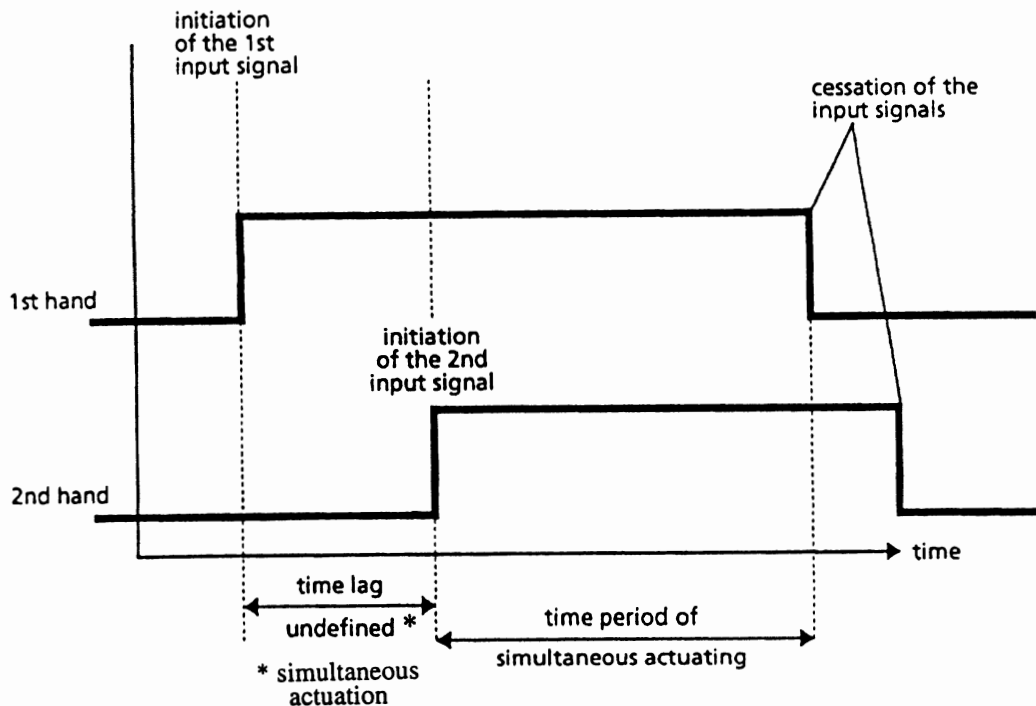 initiation
of the 1st
input signal
cessation of the
input signals
1st hand
initiation
of the 2nd
input signal
2nd hand
time
time lag
undefined *
time period of
simultaneous actuating
* simultaneous
actuation